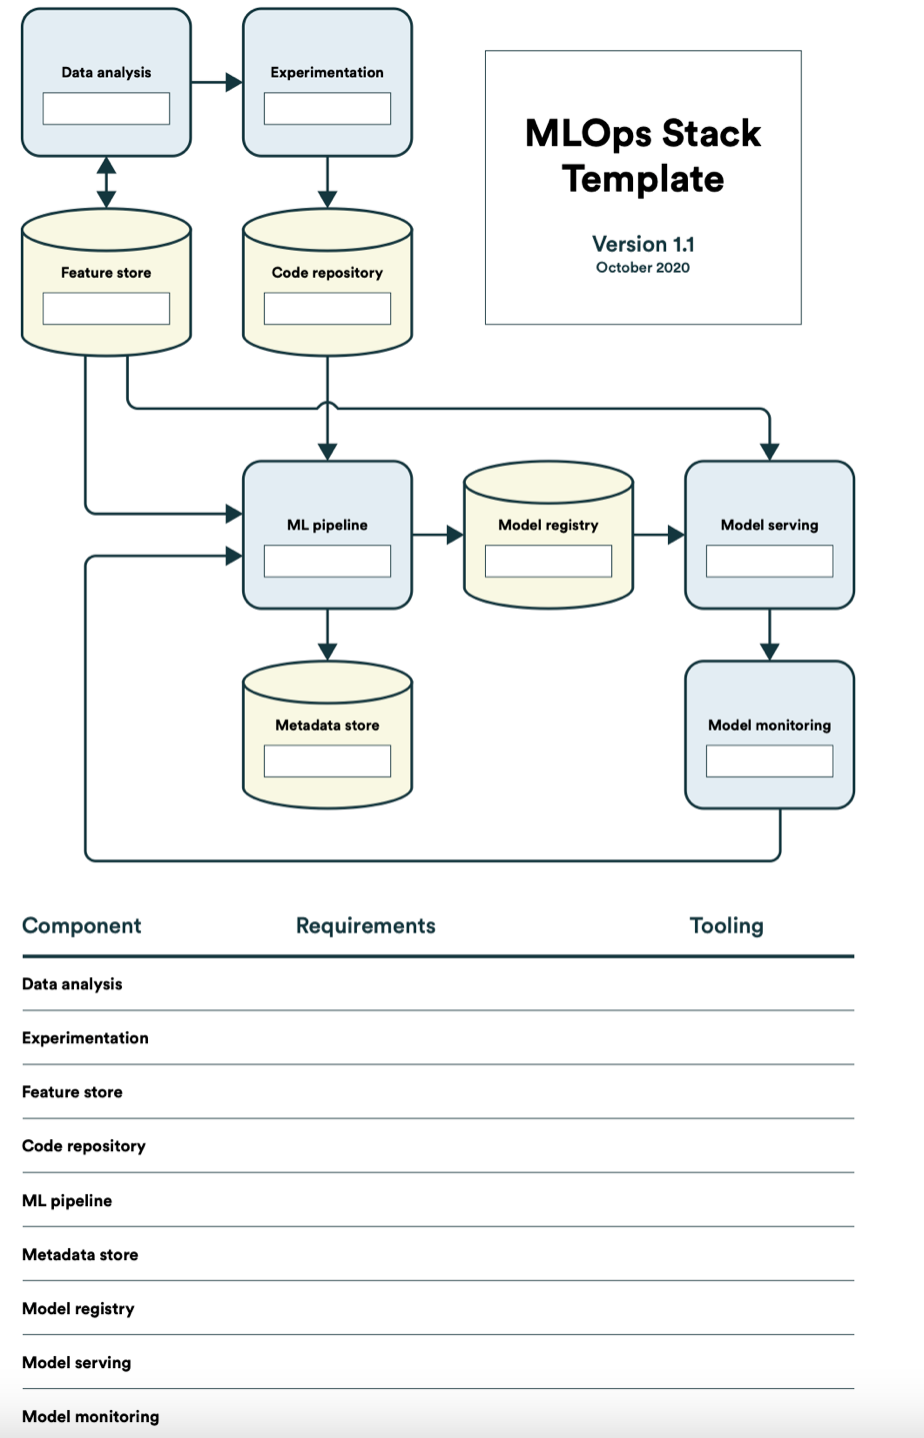 Data analysis
Experimentation
MLOps Stack
Template
Version 1.1
October 2020
Feature store
Code repository
ML pipeline
Model registry
Model serving
Metadata store
Model monitoring
Component Requirements Tooling
Data analysis
Experimentation
Feature store
Code repository
ML pipeline
Metadata store
Model registry
Model serving
Model monitoring